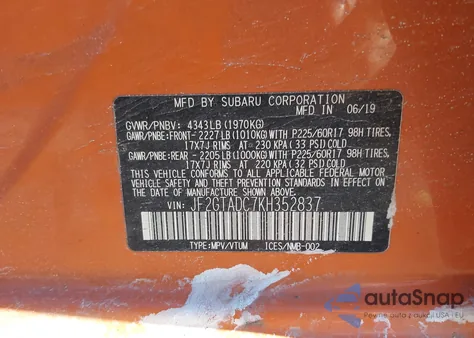 MFD BY SUBARU CORPORATION
MFD IN 06/19
GVWR/PNBV: 4343LB (1970KG)
GAWR/PNBE: FRONT- 2227LB (1010KG) WITH P225/60R17 98H TIRES,
17X7J RIMS AT= 230 KPA ( 33 PSI) COLD
GAWR/PNBE: REAR - 2205LB (1000KG) WITH P225/60R17 98H TIRES,
17X7J RIMS AT= 220 KPA ( 32 PSI) COLD
THIS VEHICLE CONFORMS TO ALL APPLICABLE FEDERAL MOTOR
VEHICLE SAFETY STANDARDS IN EFFECT ON THE
DATE OF MANUFACTURE SHOWN ABOVE.
VIN: JF2GTADC7KH352837
TYPE:MPV/VTUM ICES/NMB-002
autoSnap